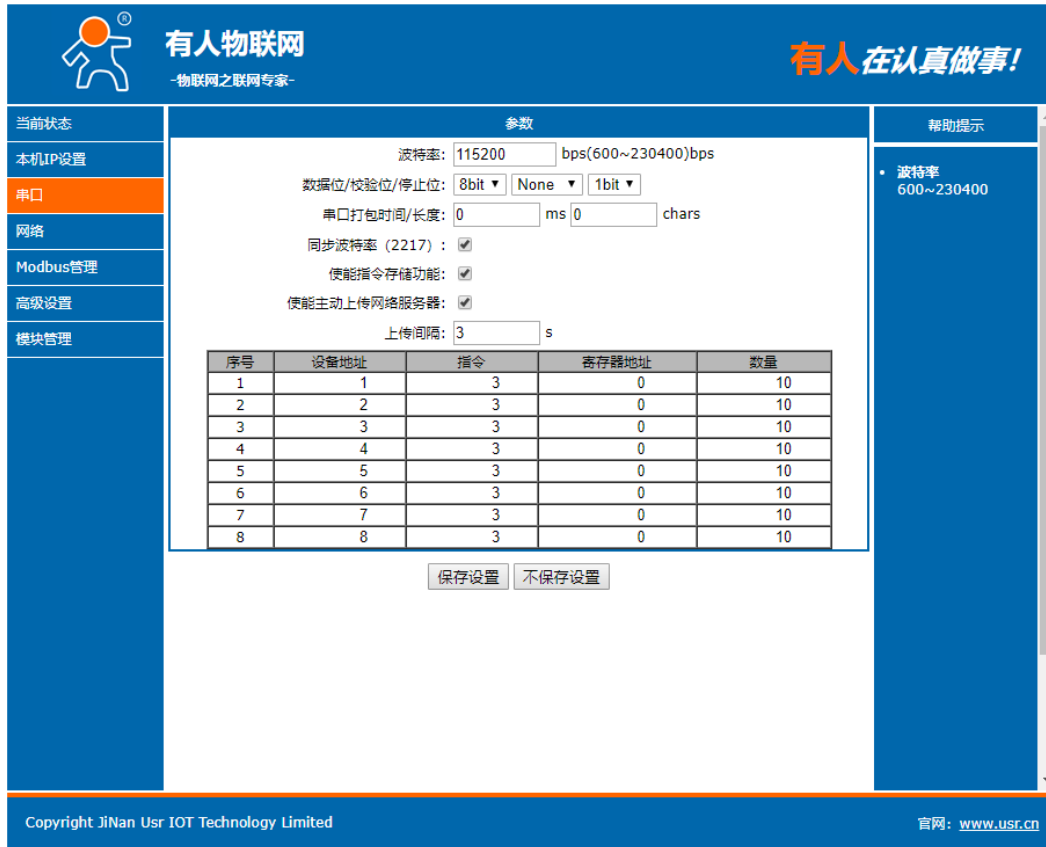 ®
有人物联网
-物联网之联网专家-
有人在认真做事!
当前状态
本机IP设置
串口
网络
Modbus管理
高级设置
模块管理
参数
波特率: 115200 bps(600~230400)bps
数据位/校验位/停止位: 8bit ▼ None ▼ 1bit ▼
串口打包时间/长度: 0 ms 0 chars
同步波特率（2217）:
使能指令存储功能:
使能主动上传网络服务器:
上传间隔: 3 s
序号 设备地址 指令 寄存器地址 数量
1 1 3 0 10
2 2 3 0 10
3 3 3 0 10
4 4 3 0 10
5 5 3 0 10
6 6 3 0 10
7 7 3 0 10
8 8 3 0 10
保存设置 不保存设置
帮助提示
• 波特率
600~230400
Copyright JiNan Usr IOT Technology Limited
官网: www.usr.cn